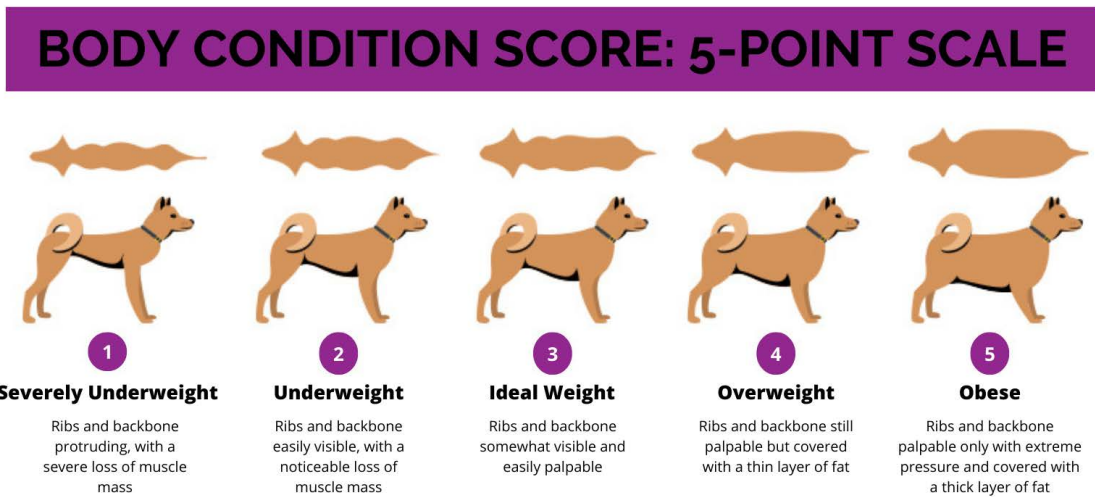 BODY CONDITION SCORE: 5-POINT SCALE
1
Severely Underweight
Ribs and backbone
protruding, with a
severe loss of muscle
mass
2
Underweight
Ribs and backbone
easily visible, with a
noticeable loss of
muscle mass
3
Ideal Weight
Ribs and backbone
somewhat visible and
easily palpable
4
Overweight
Ribs and backbone still
palpable but covered
with a thin layer of fat
5
Obese
Ribs and backbone
palpable only with extreme
pressure and covered with
a thick layer of fat